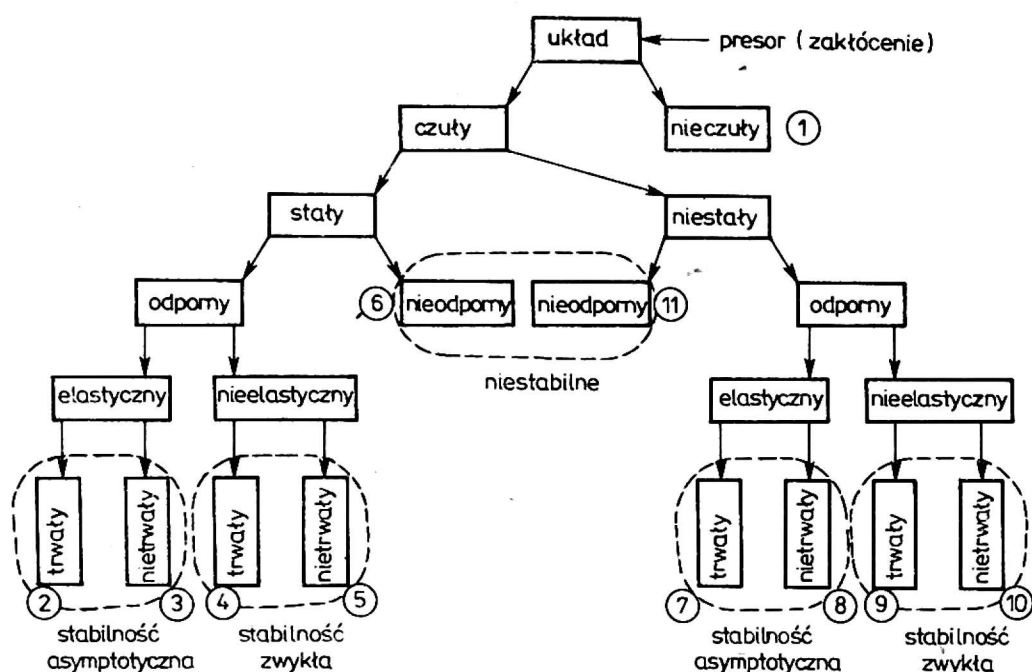 układ
presor (zakłócenie)
czuły
nieczuły
1
stały
niestały
odporny
6
nieodporny
nieodporny
11
odporny
niestabilne
elastyczny
nieelastyczny
elastyczny
nieelastyczny
trwały
nietrwały
trwały
nietrwały
trwały
nietrwały
trwały
nietrwały
2
3
4
5
7
8
9
10
stabilność
asymptotyczna
stabilność
zwykła
stabilność
asymptotyczna
stabilność
zwykła